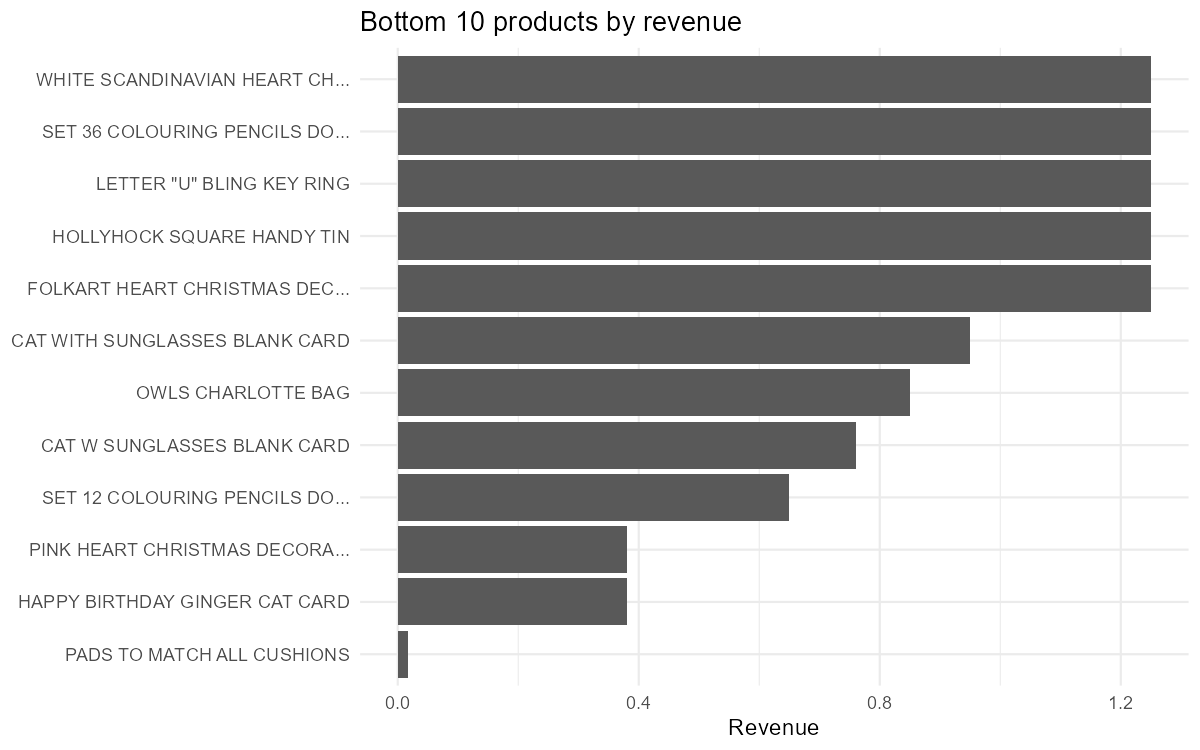 Bottom 10 products by revenue
WHITE SCANDINAVIAN HEART CH...
SET 36 COLOURING PENCILS DO...
LETTER "U" BLING KEY RING
HOLLYHOCK SQUARE HANDY TIN
FOLKART HEART CHRISTMAS DEC...
CAT WITH SUNGLASSES BLANK CARD
OWLS CHARLOTTE BAG
CAT W SUNGLASSES BLANK CARD
SET 12 COLOURING PENCILS DO...
PINK HEART CHRISTMAS DECORA...
HAPPY BIRTHDAY GINGER CAT CARD
PADS TO MATCH ALL CUSHIONS
0.0 0.4 0.8 1.2
Revenue